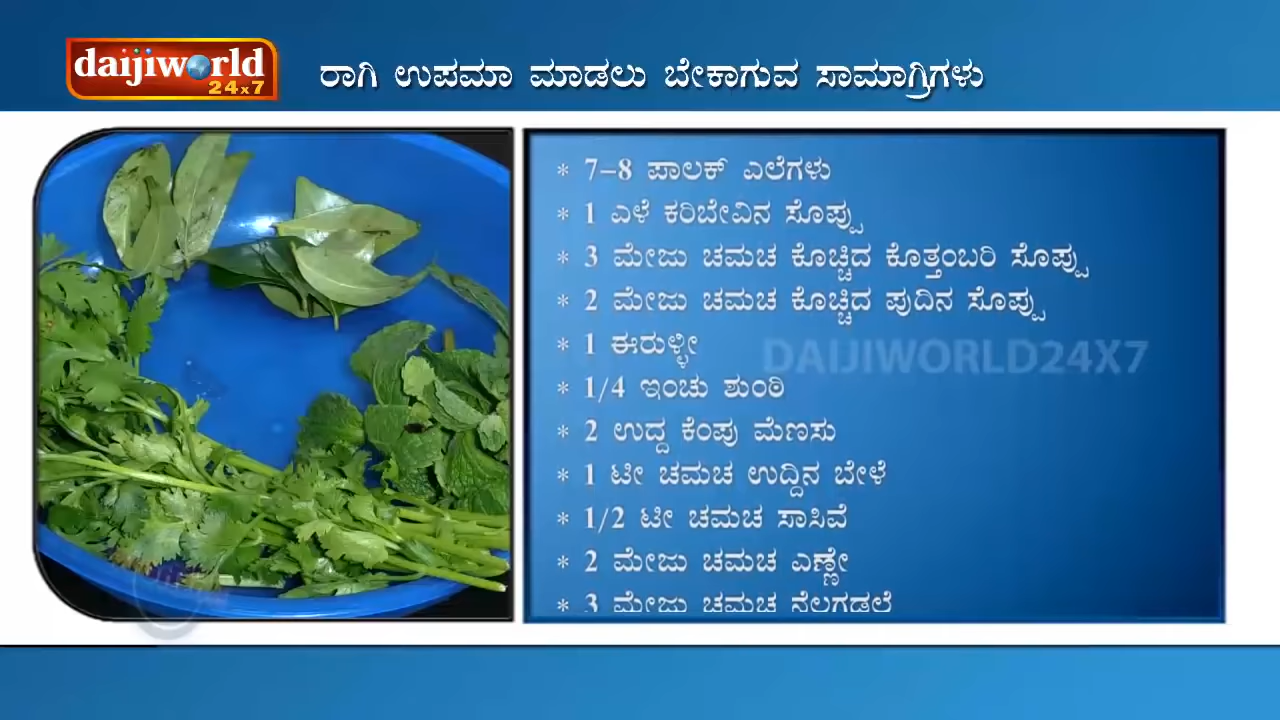 daijiworld
24x7
ರಾಗಿ ಉಪಮಾ ಮಾಡಲು ಬೇಕಾಗುವ ಸಾಮಾಗ್ರಿಗಳು
* 7-8 ಪಾಲಕ್ ಎಲೆಗಳು
* 1 ಎಳೆ ಕರಿಬೇವಿನ ಸೊಪ್ಪು
* 3 ಮೇಜು ಚಮಚ ಕೊಚ್ಚಿದ ಕೊತ್ತಂಬರಿ ಸೊಪ್ಪು
* 2 ಮೇಜು ಚಮಚ ಕೊಚ್ಚಿದ ಪುದಿನ ಸೊಪ್ಪು
* 1 ಈರುಳ್ಳೀ
* 1/4 ಇಂಚು ಶುಂಠಿ
* 2 ಉದ್ದ ಕೆಂಪು ಮೆಣಸು
* 1 ಟೀ ಚಮಚ ಉದ್ದಿನ ಬೇಳೆ
* 1/2 ಟೀ ಚಮಚ ಸಾಸಿವೆ
* 2 ಮೇಜು ಚಮಚ ಎಣ್ಣೇ
* 3 ಮೇಜು ಚಮಚ ನೆಲಗಡಲೆ
DAIJIWORLD24X7